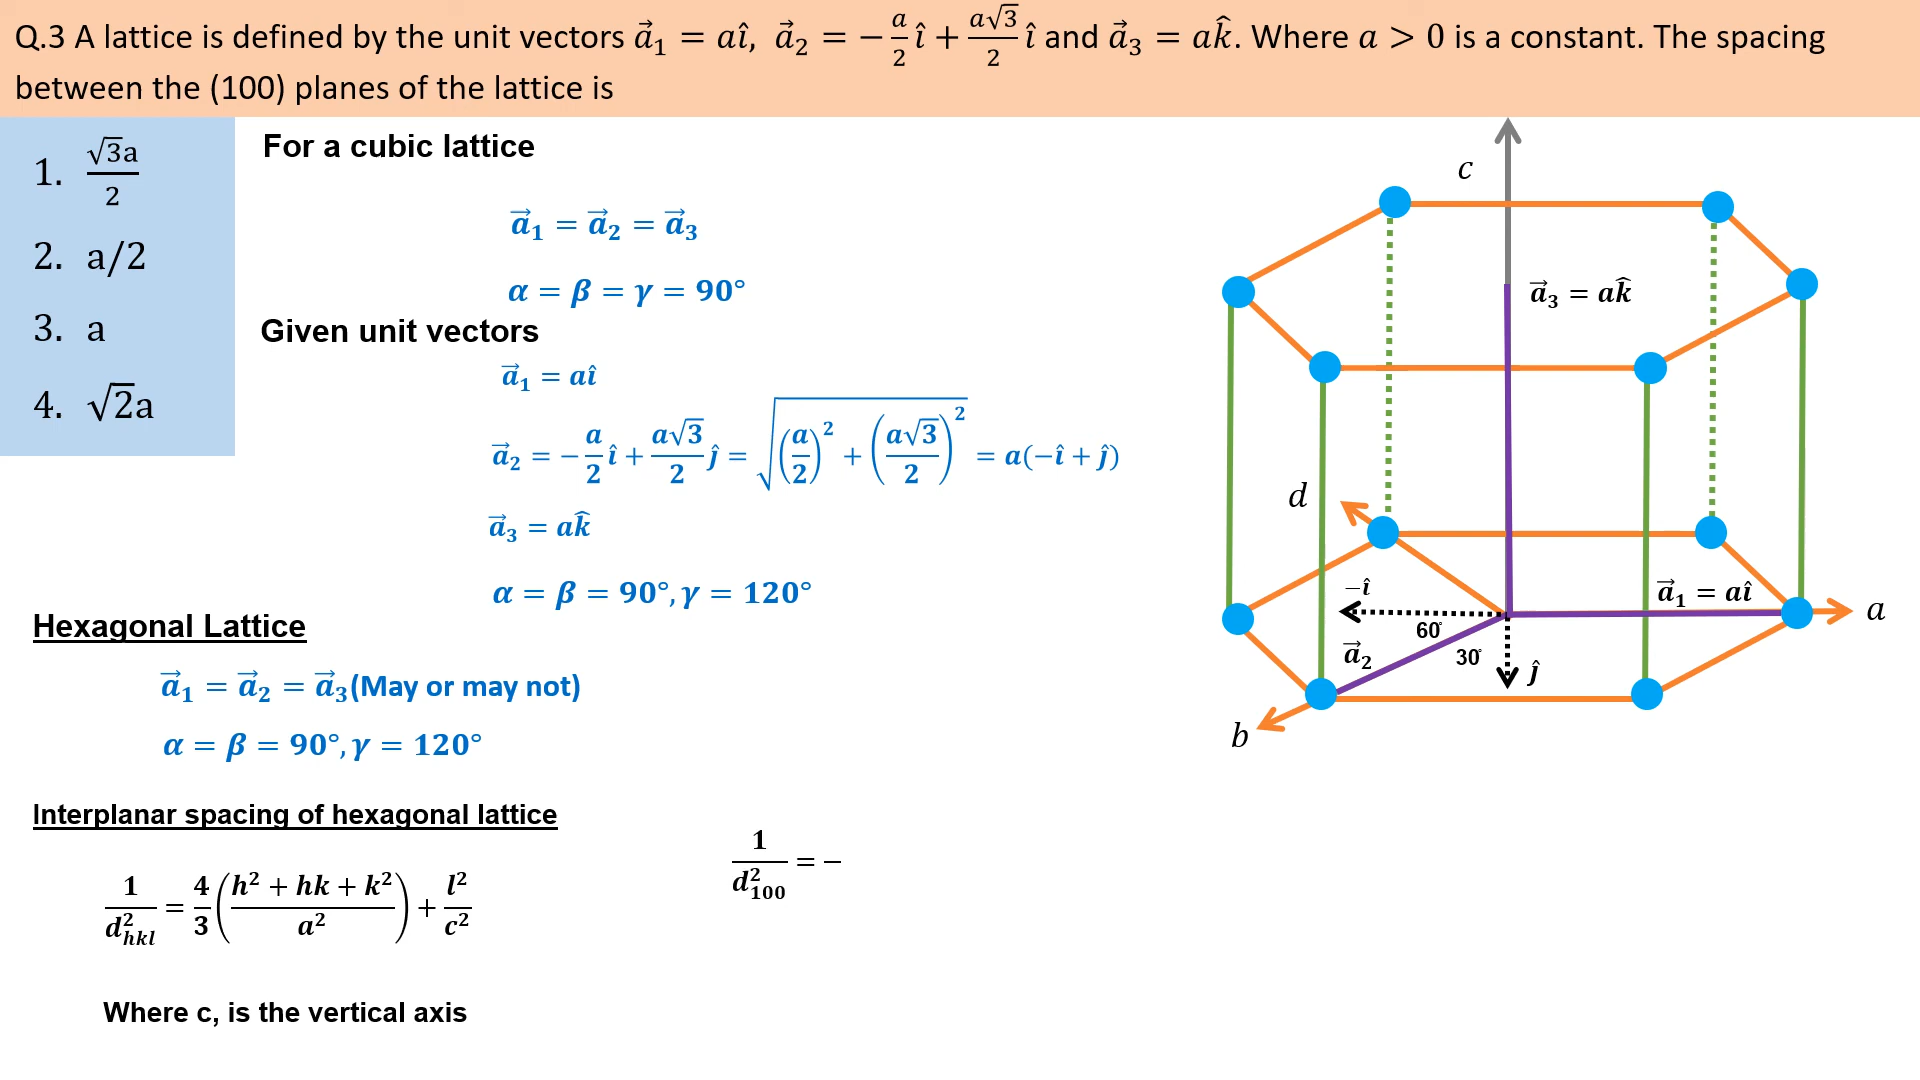 Q.3 A lattice is defined by the unit vectors a⃗₁ = aî, a⃗₂ = −a/2 î + a√3/2 î and a⃗₃ = ak̂. Where a > 0 is a constant. The spacing
between the (100) planes of the lattice is
1. √3a/2
2. a/2
3. a
4. √2a
For a cubic lattice
a⃗₁ = a⃗₂ = a⃗₃
α = β = γ = 90°
Given unit vectors
a⃗₁ = aî
a⃗₂ = −a/2 î + a√3/2 ĵ = √((a/2)² + (a√3/2)²) = a(−î + ĵ)
a⃗₃ = ak̂
α = β = 90°, γ = 120°
Hexagonal Lattice
a⃗₁ = a⃗₂ = a⃗₃(May or may not)
α = β = 90°, γ = 120°
Interplanar spacing of hexagonal lattice
1/d²hkl = 4/3 ((h² + hk + k²)/a²) + l²/c²
Where c, is the vertical axis
1/d²₁₀₀ = −
c
a⃗₃ = ak̂
d
−î
a⃗₁ = aî
a
60°
a⃗₂
30°
ĵ
b